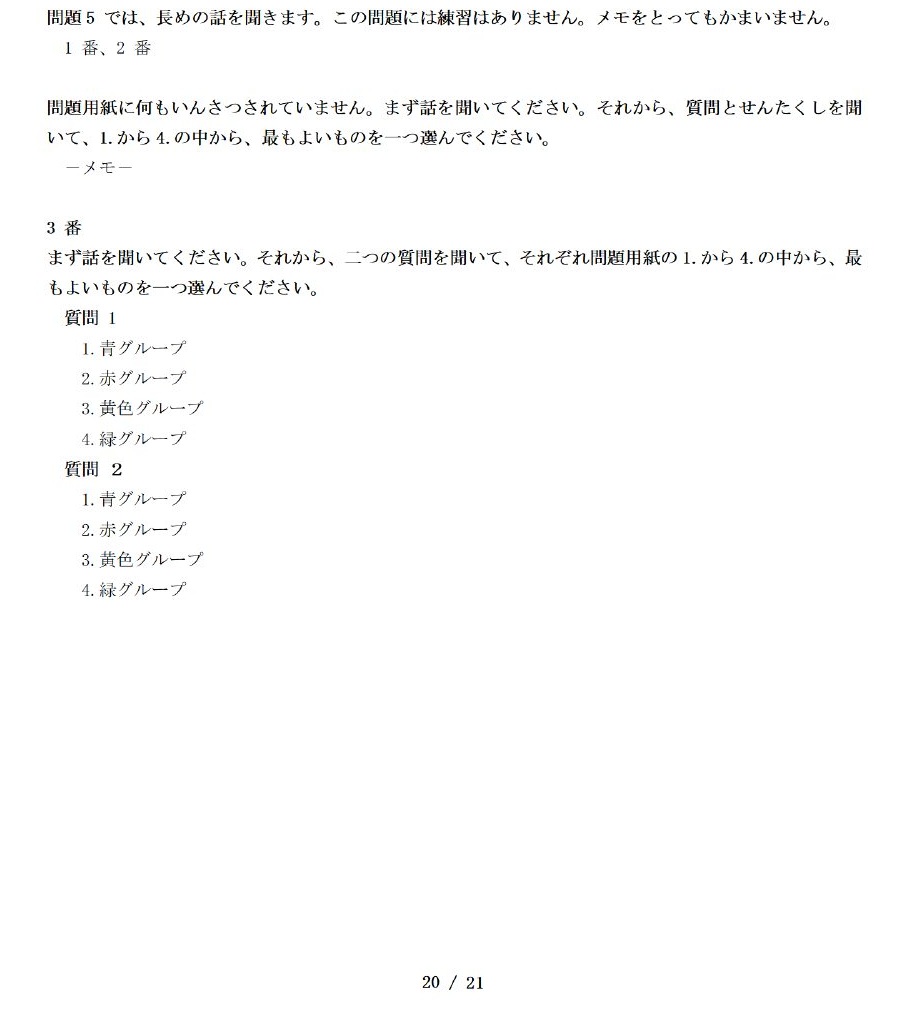 問題5 では、長めの話を聞きます。この問題には練習はありません。メモをとってもかまいません。
1 番、2 番
問題用紙に何もいんさつされていません。まず話を聞いてください。それから、質問とせんたくしを聞
いて、1.から 4.の中から、最もよいものを一つ選んでください。
－メモ－
3 番
まず話を聞いてください。それから、二つの質問を聞いて、それぞれ問題用紙の 1.から 4.の中から、最
もよいものを一つ選んでください。
質問 1
1.青グループ
2.赤グループ
3.黄色グループ
4.緑グループ
質問 2
1.青グループ
2.赤グループ
3.黄色グループ
4.緑グループ
20 / 21